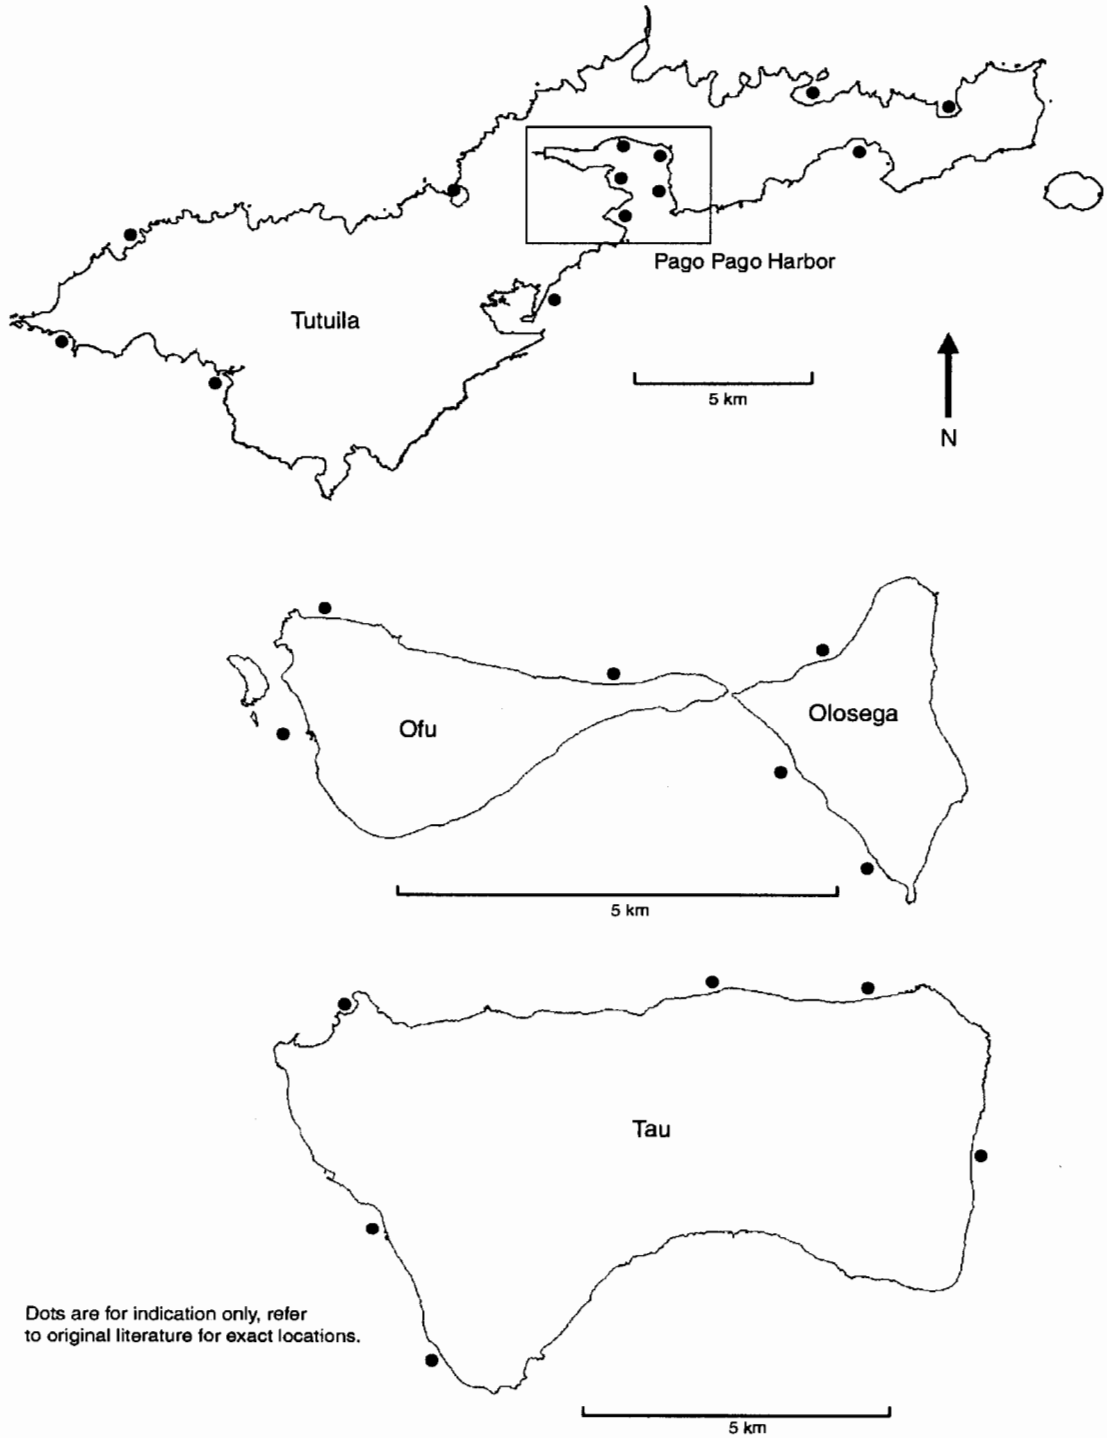 Pago Pago Harbor
Tutuila
5 km
N
Ofu
Olosega
5 km
Tau
Dots are for indication only, refer
to original literature for exact locations.
5 km